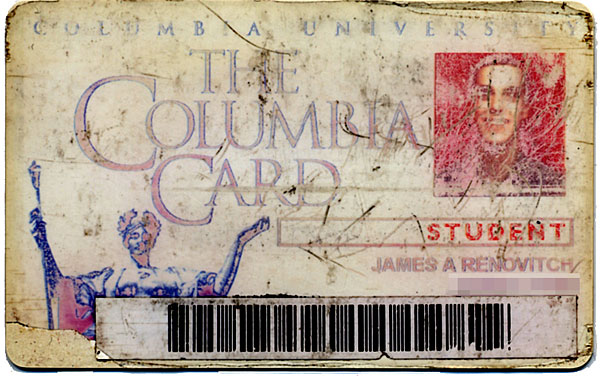 COLUMBIA UNIVERSITY
THE
COLUMBIA
CARD
STUDENT
JAMES A RENOVITCH